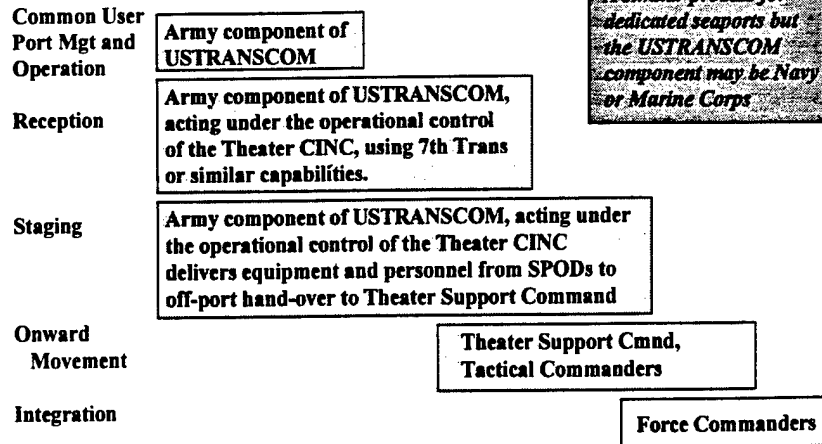 Common User
Port Mgt and
Operation
Army component of
USTRANSCOM
dedicated seaports but
the USTRANSCOM
component may be Navy
or Marine Corps
Reception
Army component of USTRANSCOM,
acting under the operational control
of the Theater CINC, using 7th Trans
or similar capabilities.
Staging
Army component of USTRANSCOM, acting under
the operational control of the Theater CINC
delivers equipment and personnel from SPODs to
off-port hand-over to Theater Support Command
Onward
Movement
Theater Support Cmnd,
Tactical Commanders
Integration
Force Commanders